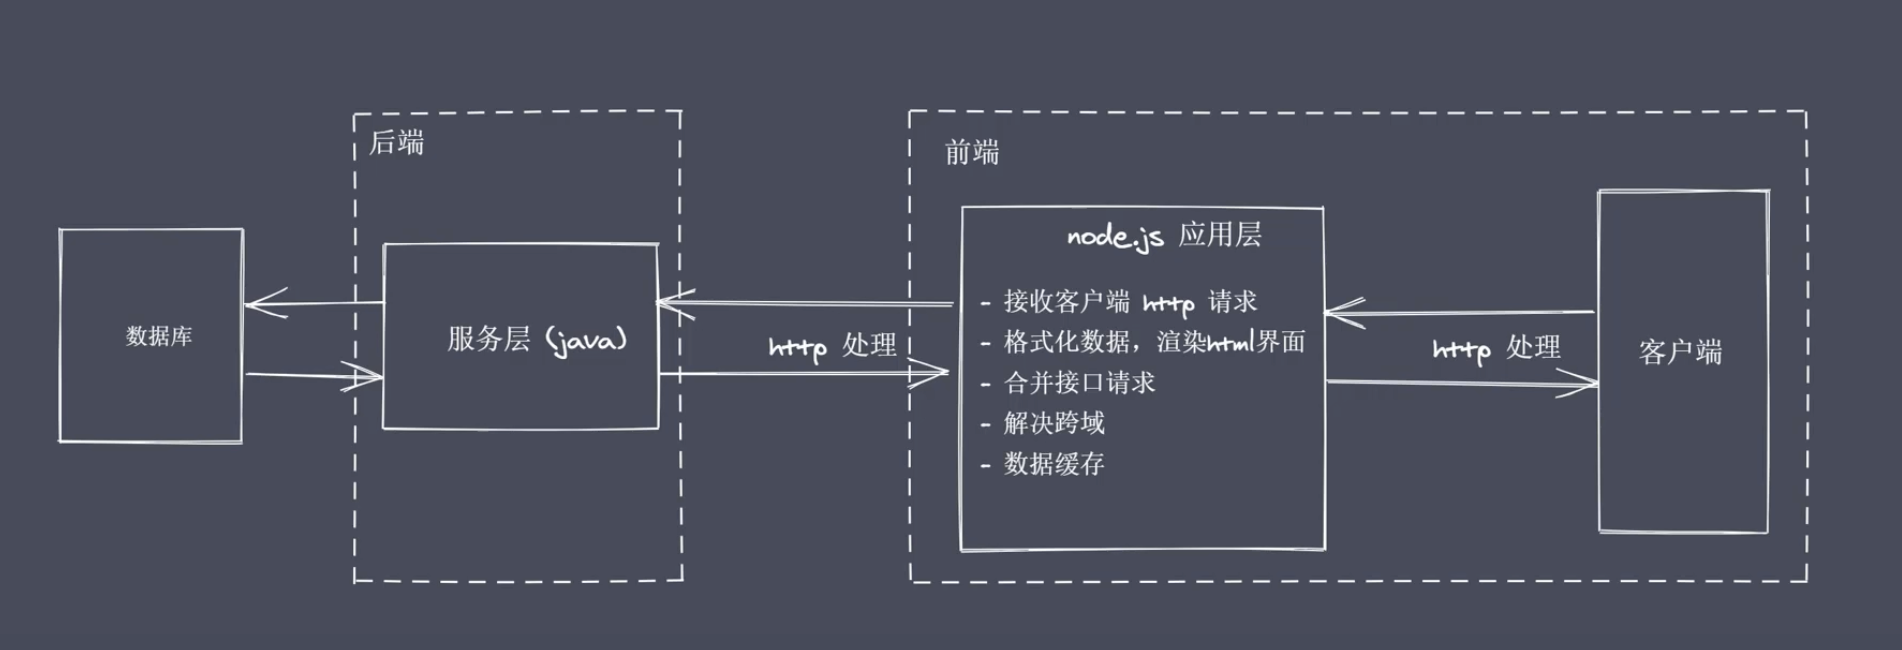 后端
前端
数据库
服务层 (java)
http 处理
node.js 应用层
- 接收客户端 http 请求
- 格式化数据，渲染html界面
- 合并接口请求
- 解决跨域
- 数据缓存
http 处理
客户端